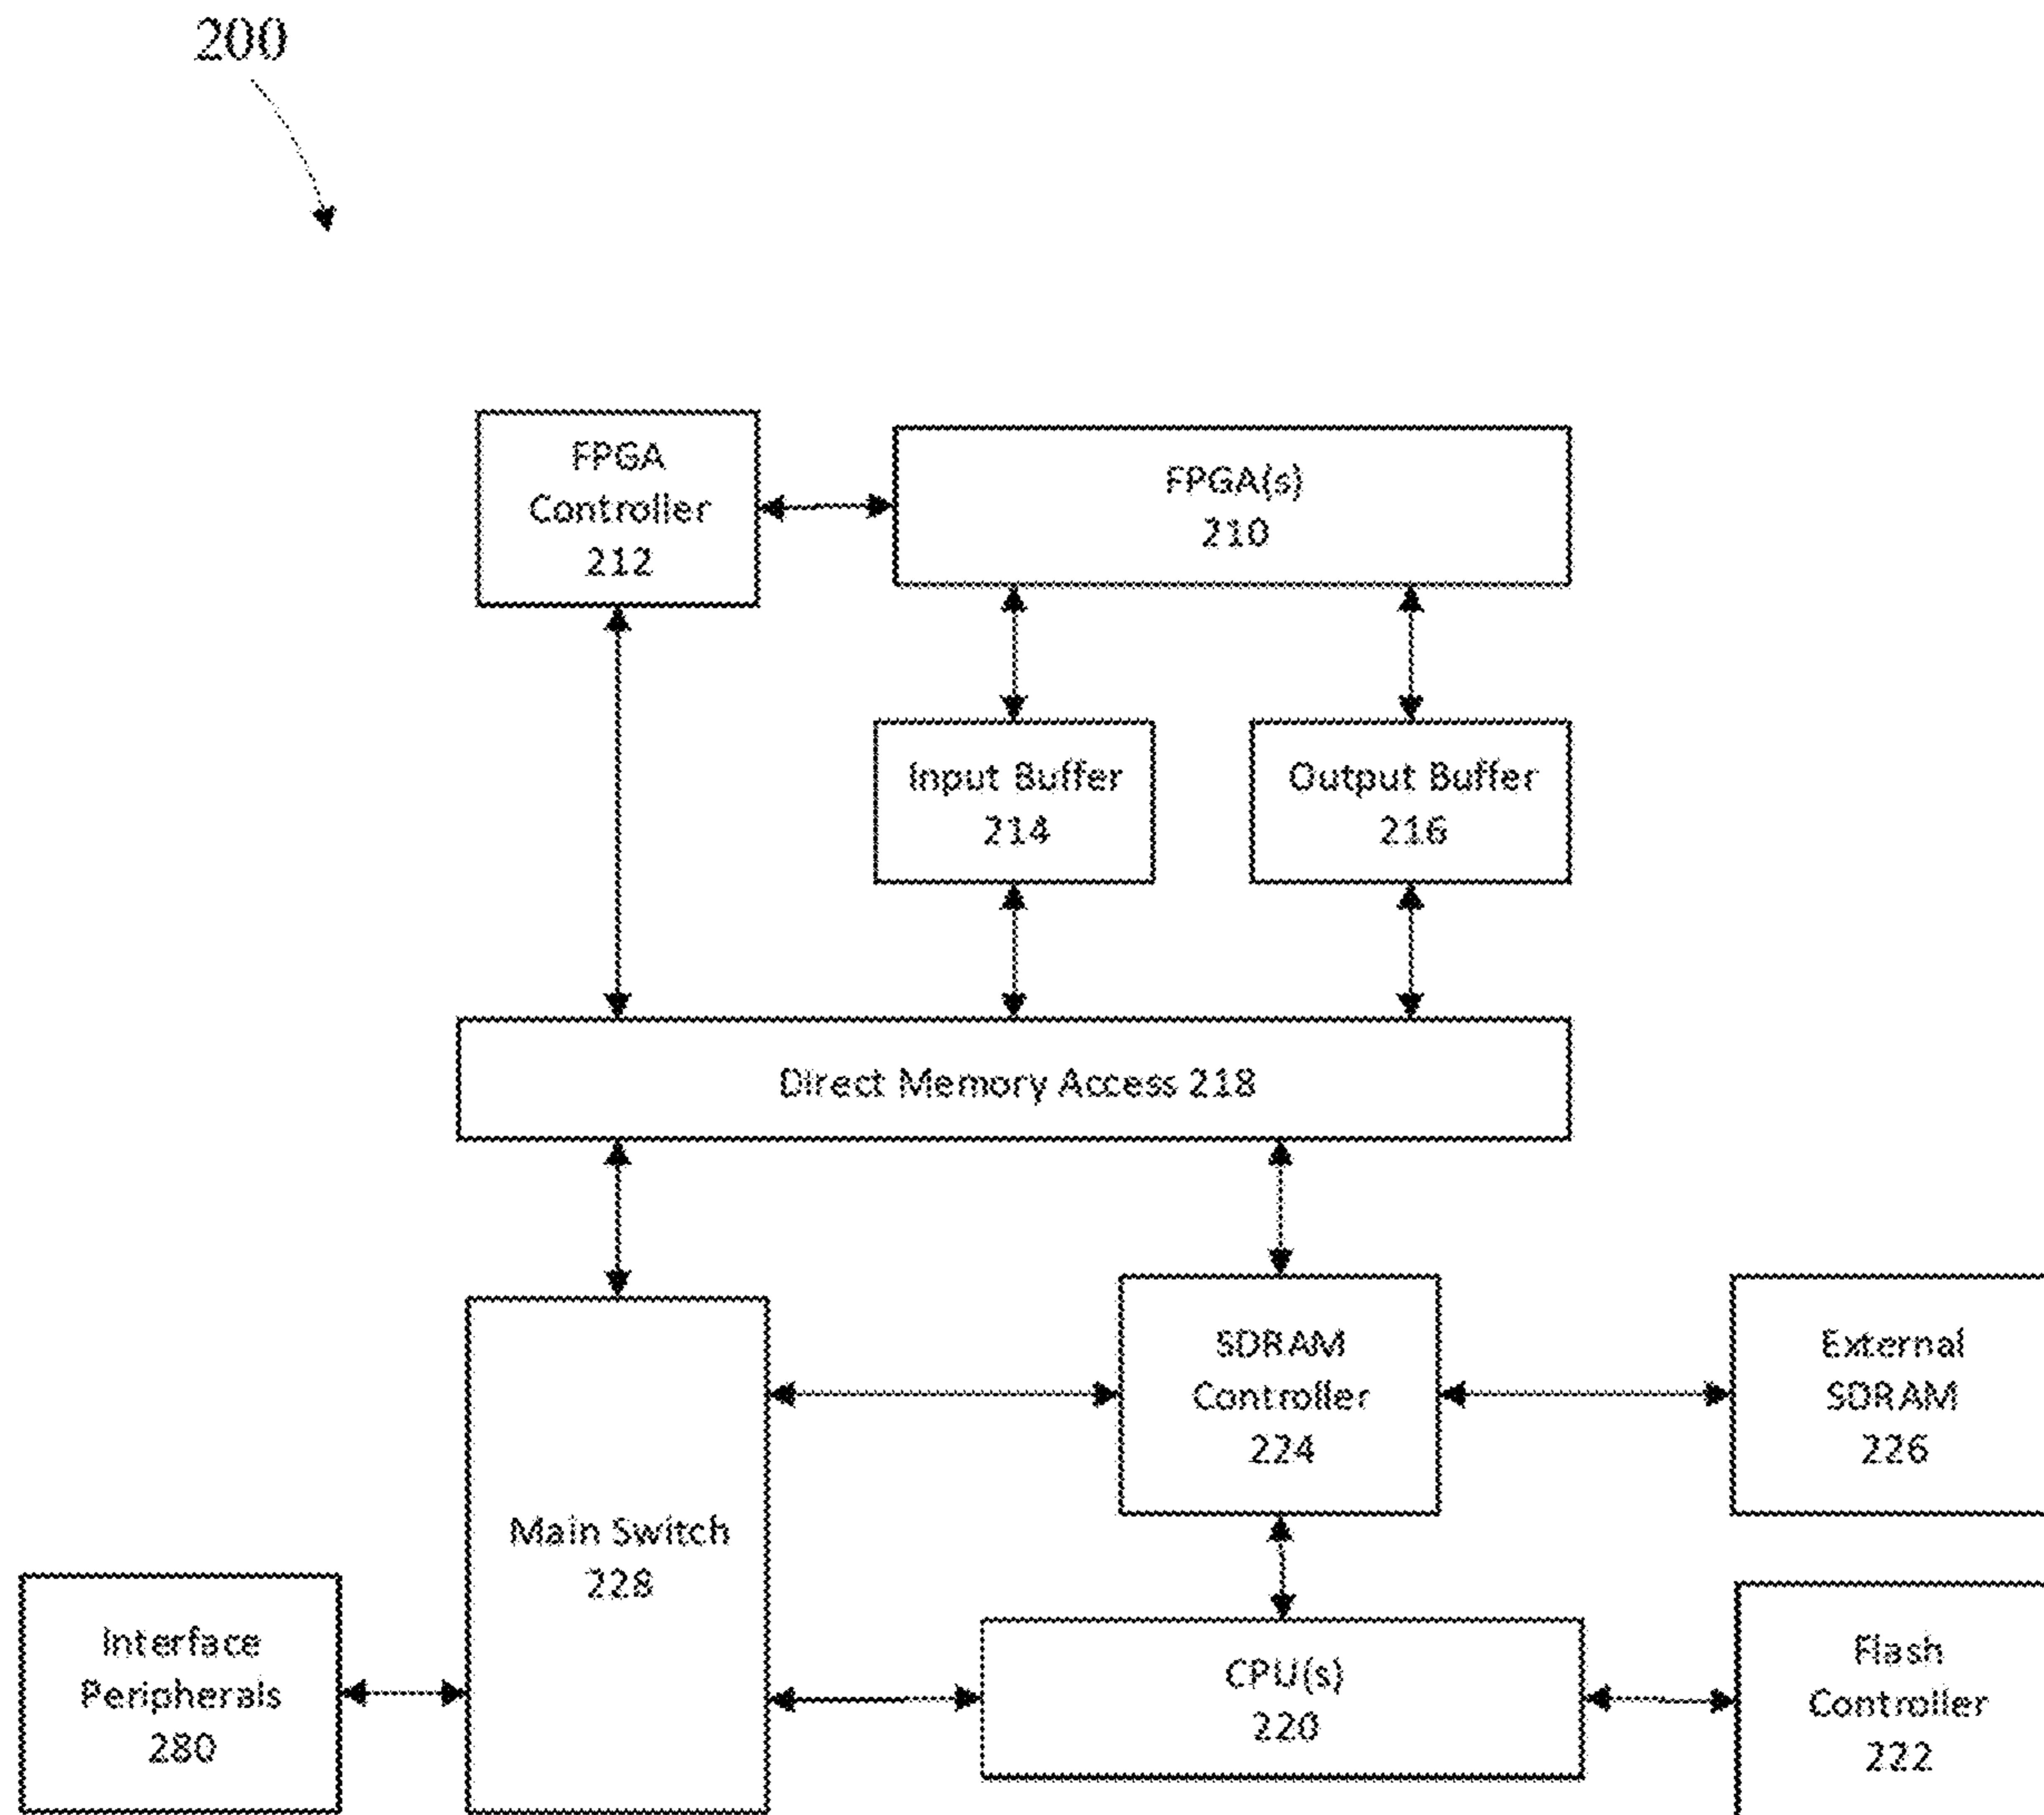 200
FPGA
Controller
212
FPGA(s)
210
Input Buffer
214
Output Buffer
216
Direct Memory Access 218
SDRAM
Controller
224
External
SDRAM
226
Main Switch
228
Interface
Peripherals
280
CPU(s)
220
Flash
Controller
222